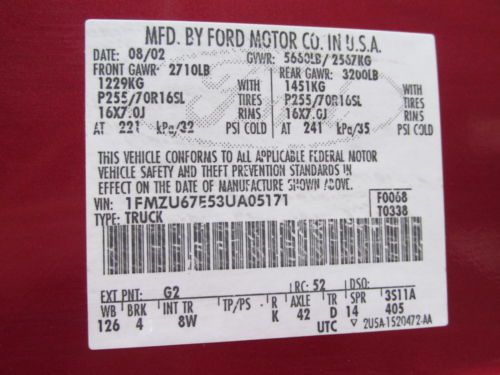 MFD. BY FORD MOTOR CO. IN U.S.A.
DATE: 08/02 GVWR: 5660LB/2567KG
FRONT GAWR: 2710LB REAR GAWR: 3200LB
1229KG WITH 1451KG WITH
P255/70R16SL TIRES P255/70R16SL TIRES
16X7.0J RIMS 16X7.0J RIMS
AT 221 kPa/32 PSI COLD AT 241 kPa/35 PSI COLD
THIS VEHICLE CONFORMS TO ALL APPLICABLE FEDERAL MOTOR
VEHICLE SAFETY AND THEFT PREVENTION STANDARDS IN
EFFECT ON THE DATE OF MANUFACTURE SHOWN ABOVE.
VIN: 1FMZU67E53UA05171 F0068
TYPE: TRUCK T0338
EXT PNT: G2 RC: 52 DSO:
WB BRK INT TR TP/PS R AXLE TR SPR 3S11A
126 4 8W K 42 D 14 405
UTC ▽ 2U5A-1520472-AA